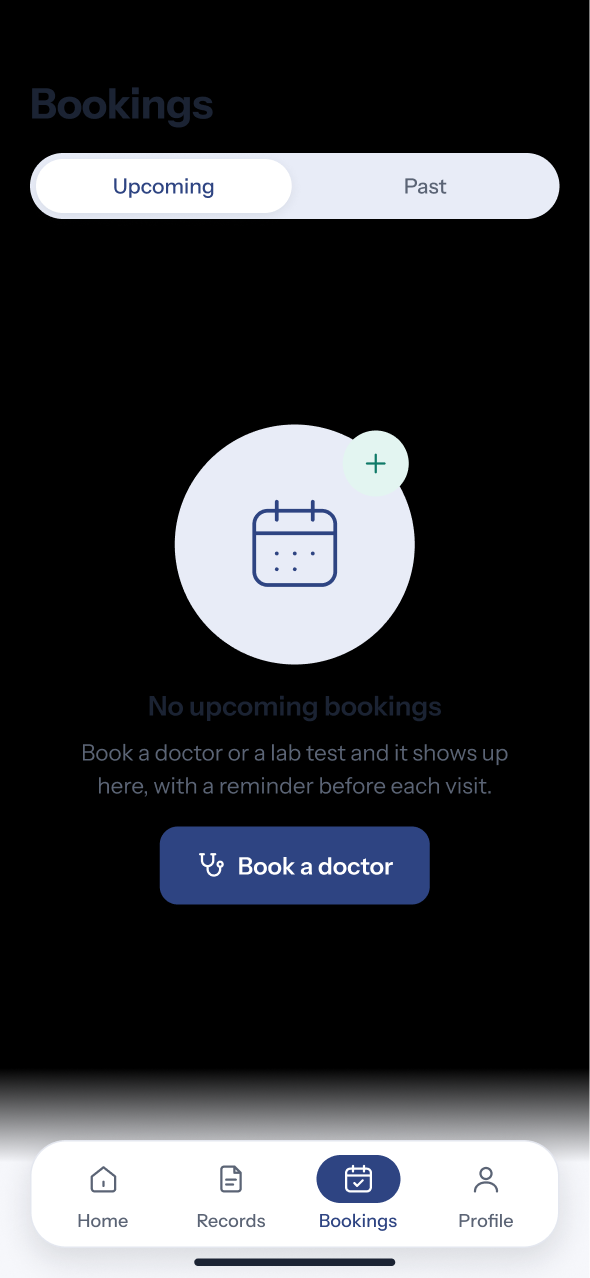 Bookings
Upcoming
Past
No upcoming bookings
Book a doctor or a lab test and it shows up
here, with a reminder before each visit.
Book a doctor
Home
Records
Bookings
Profile